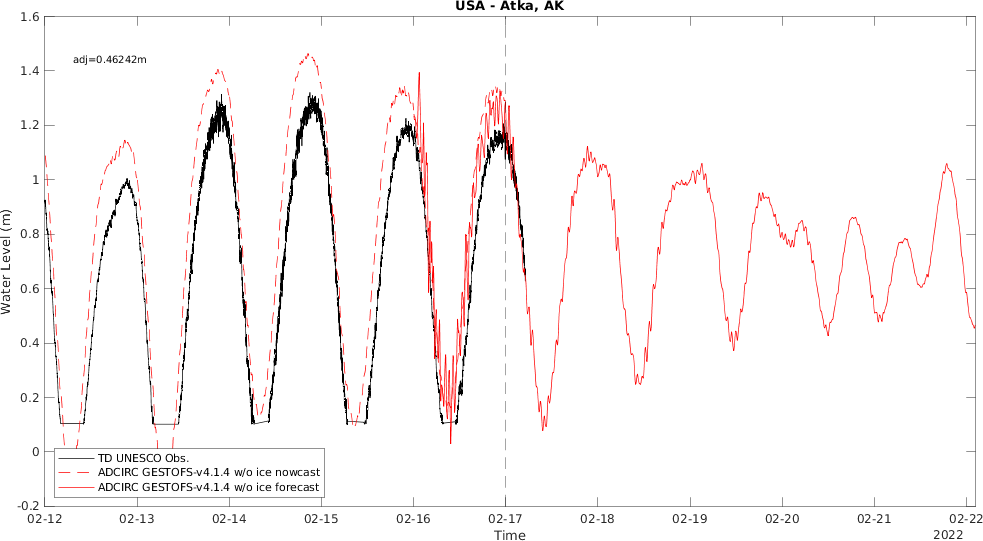 USA - Atka, AK
adj=0.46242m
Water Level (m)
1.6
1.4
1.2
1
0.8
0.6
0.4
0.2
0
-0.2
TD UNESCO Obs.
ADCIRC GESTOFS-v4.1.4 w/o ice nowcast
ADCIRC GESTOFS-v4.1.4 w/o ice forecast
02-12 02-13 02-14 02-15 02-16 02-17 02-18 02-19 02-20 02-21 02-22
Time
2022